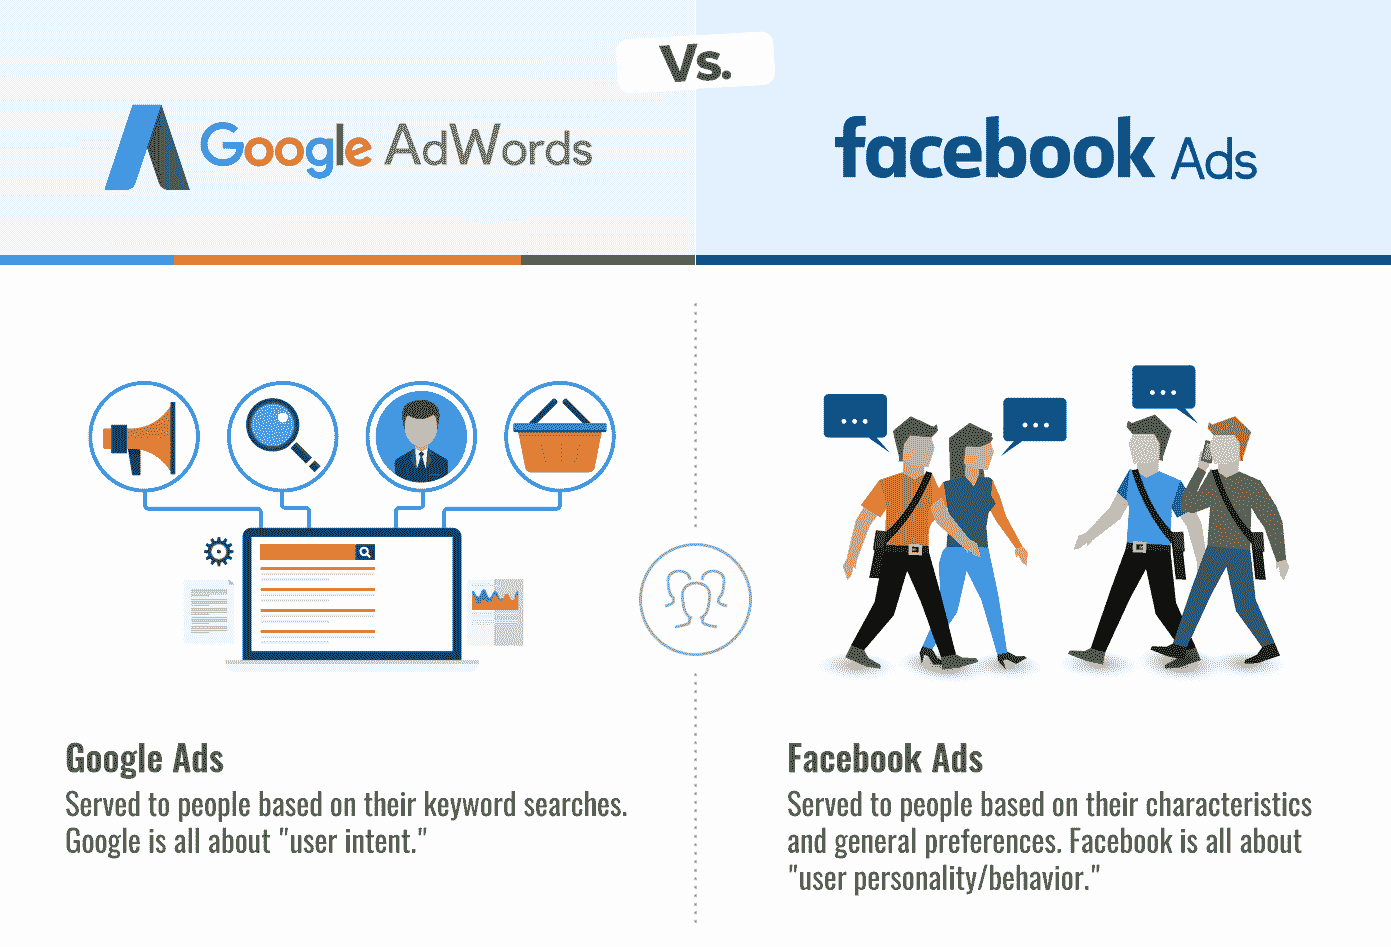 Vs.
Google AdWords
facebook Ads
Google Ads
Served to people based on their keyword searches.
Google is all about "user intent."
Facebook Ads
Served to people based on their characteristics
and general preferences. Facebook is all about
"user personality/behavior."